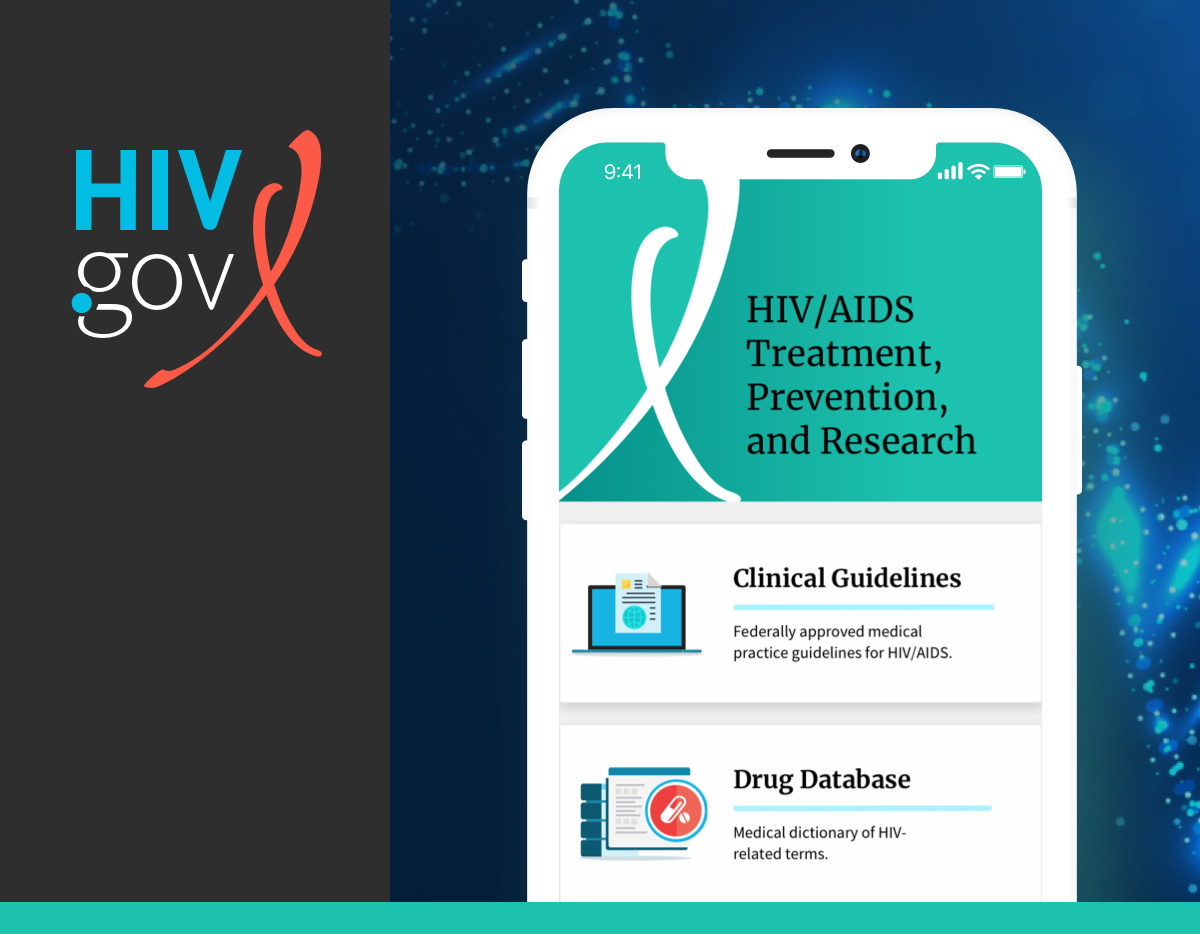 HIV
gov
9:41
HIV/AIDS
Treatment,
Prevention,
and Research
Clinical Guidelines
Federally approved medical
practice guidelines for HIV/AIDS.
Drug Database
Medical dictionary of HIV-
related terms.